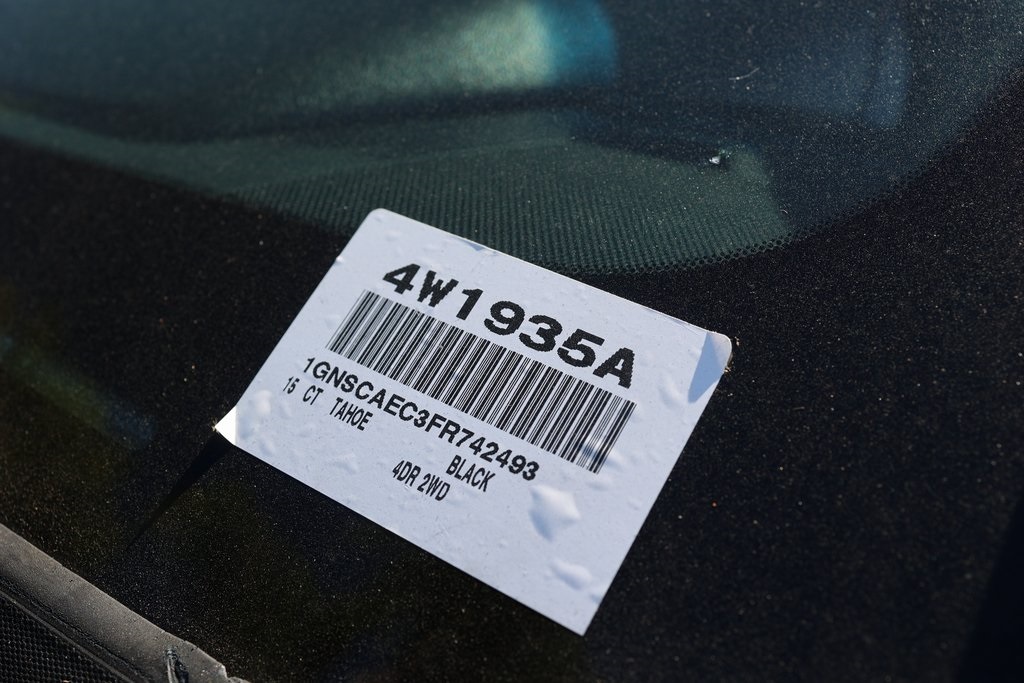 4W1935A
1GNSCAEC3FR742493
15 CT TAHOE
BLACK
4DR 2WD